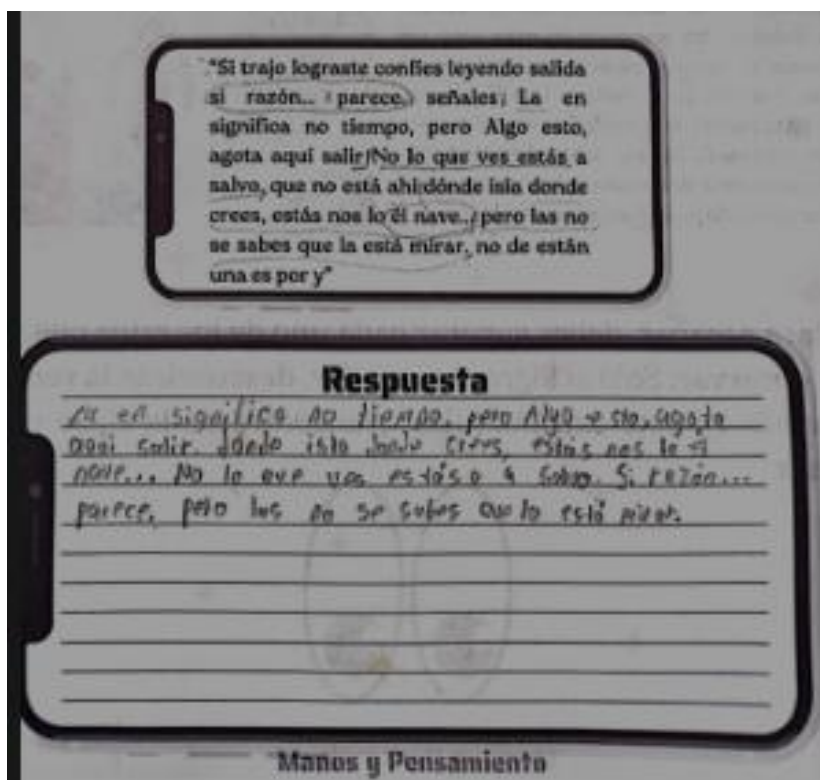 "Si trajo lograste confíes leyendo salida
si razón... parece, señales; La en
significa no tiempo, pero Algo esto,
agota aquí salir, No lo que ves estás a
salvo, que no está ahí dónde isla donde
crees, estás nos lo él nave... pero las no
se sabes que la está mirar, no de están
una es por y"
Respuesta
La en significa no tiempo, pero Algo esto, agota
aquí salir. dónde isla donde crees, estás nos lo él
nave... No lo que ves estás a salvo. Si razón...
parece, pero las no se sabes que la está mirar.
Manos y Pensamiento